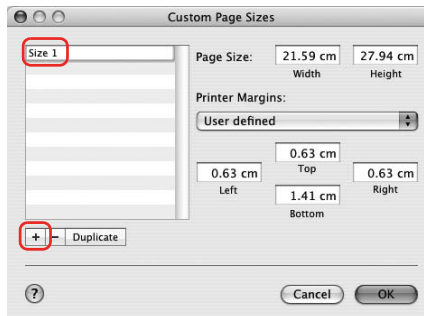 Custom Page Sizes
Size 1
Page Size: 21.59 cm 27.94 cm
Width Height
Printer Margins:
User defined
0.63 cm
Top
0.63 cm 0.63 cm
Left Right
1.41 cm
Bottom
+ − Duplicate
? Cancel OK